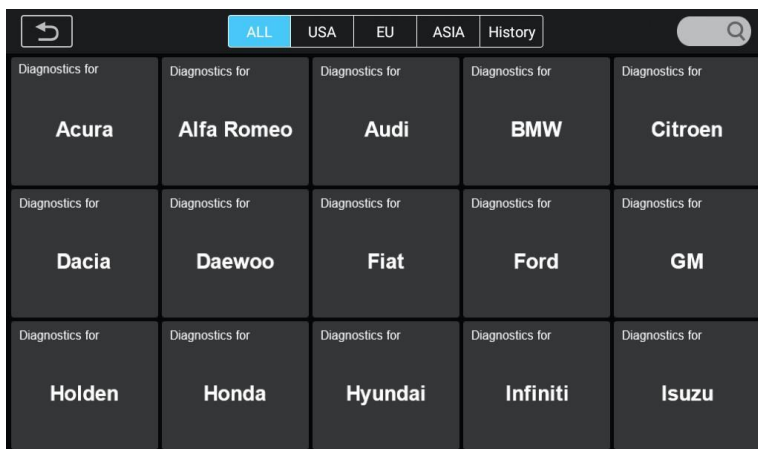 ALL USA EU ASIA History
Diagnostics for Diagnostics for Diagnostics for Diagnostics for Diagnostics for
Acura Alfa Romeo Audi BMW Citroen
Diagnostics for Diagnostics for Diagnostics for Diagnostics for Diagnostics for
Dacia Daewoo Fiat Ford GM
Diagnostics for Diagnostics for Diagnostics for Diagnostics for Diagnostics for
Holden Honda Hyundai Infiniti Isuzu